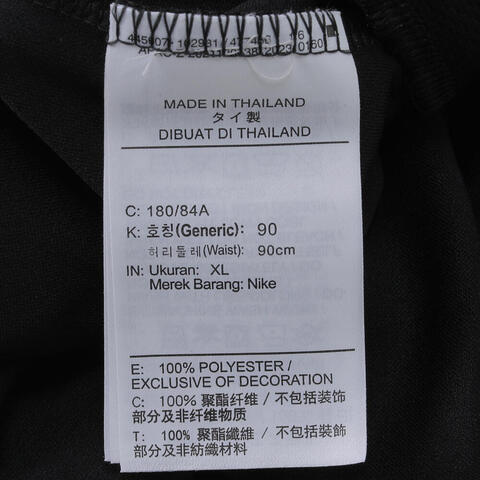 MADE IN THAILAND
タイ製
DIBUAT DI THAILAND
C: 180/84A
K: 호칭(Generic): 90
허리둘레(Waist): 90cm
IN: Ukuran: XL
Merek Barang: Nike
E: 100% POLYESTER /
EXCLUSIVE OF DECORATION
C: 100% 聚酯纤维 / 不包括装饰
部分及非纤维物质
T: 100% 聚酯纖維 / 不包括裝飾
部分及非紡織材料